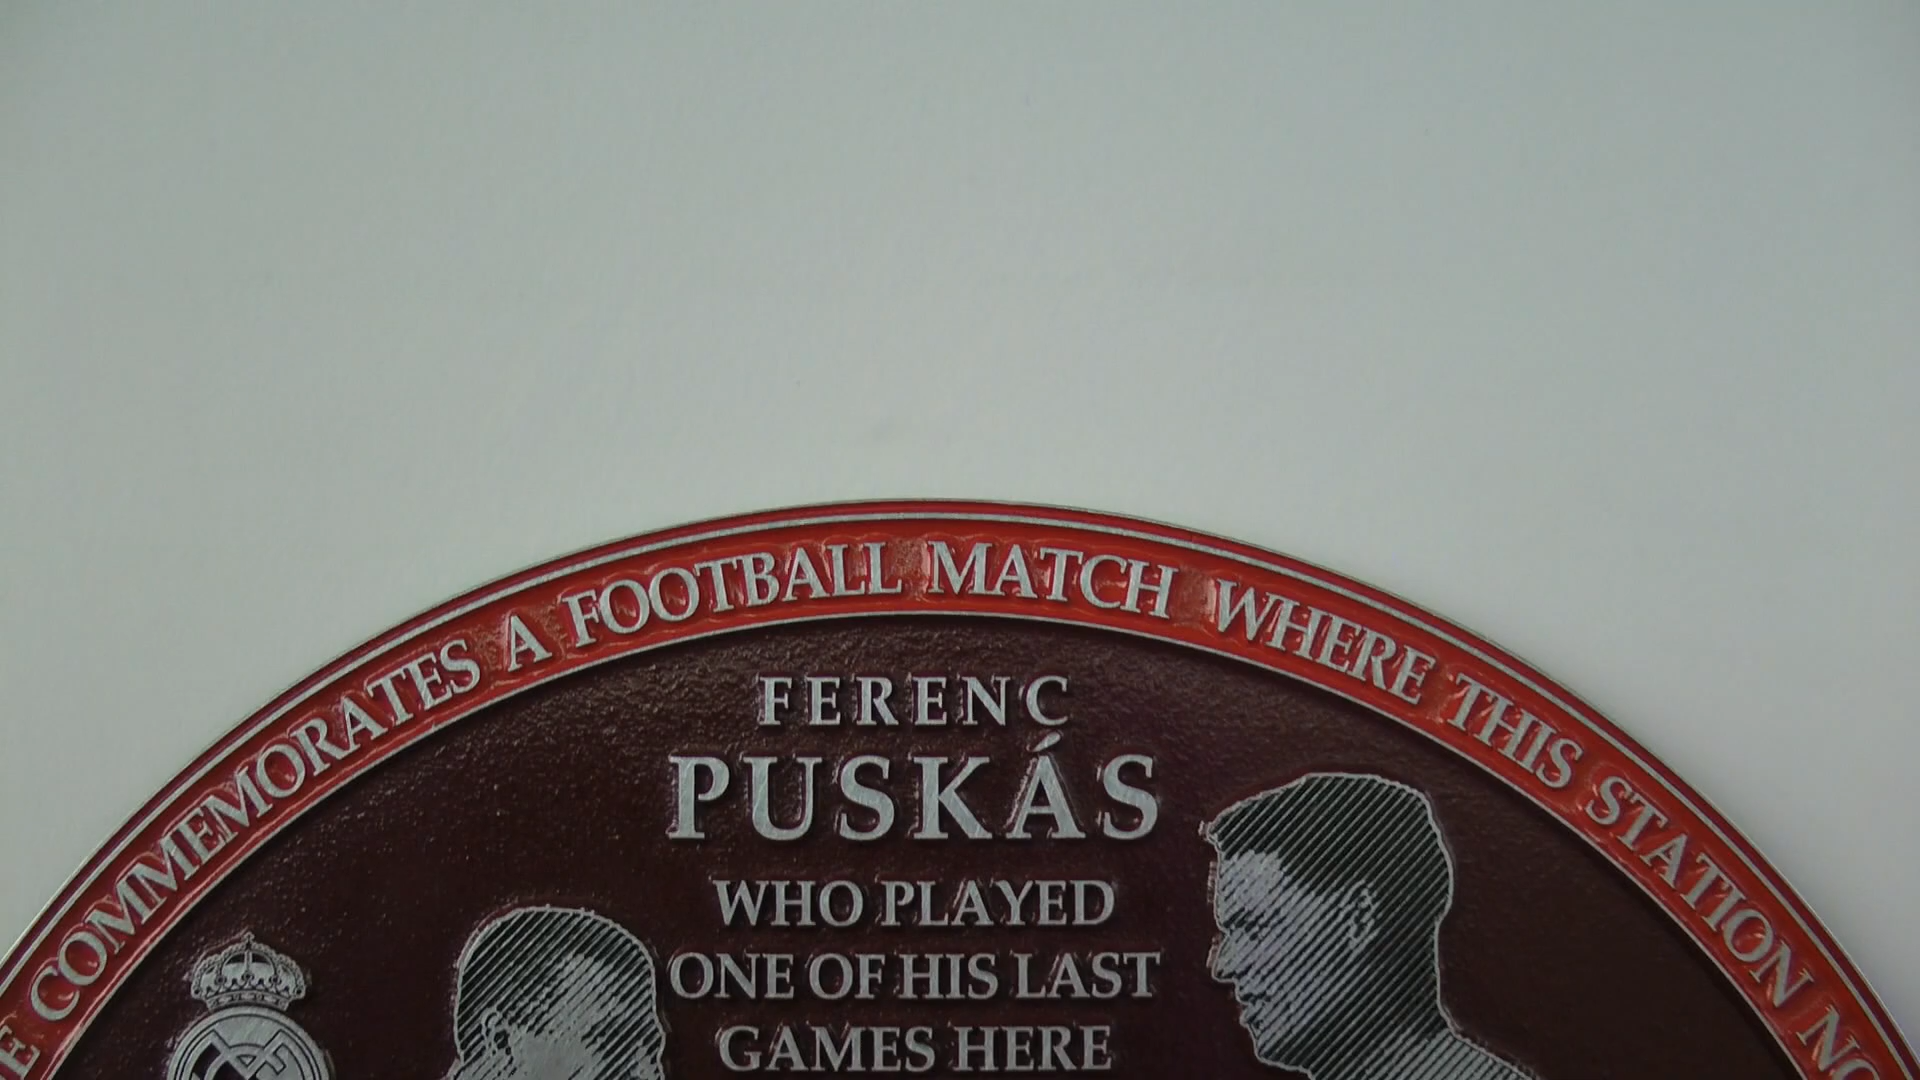 COMMEMORATES A FOOTBALL MATCH WHERE THIS STATION
FERENC
PUSKÁS
WHO PLAYED
ONE OF HIS LAST
GAMES HERE